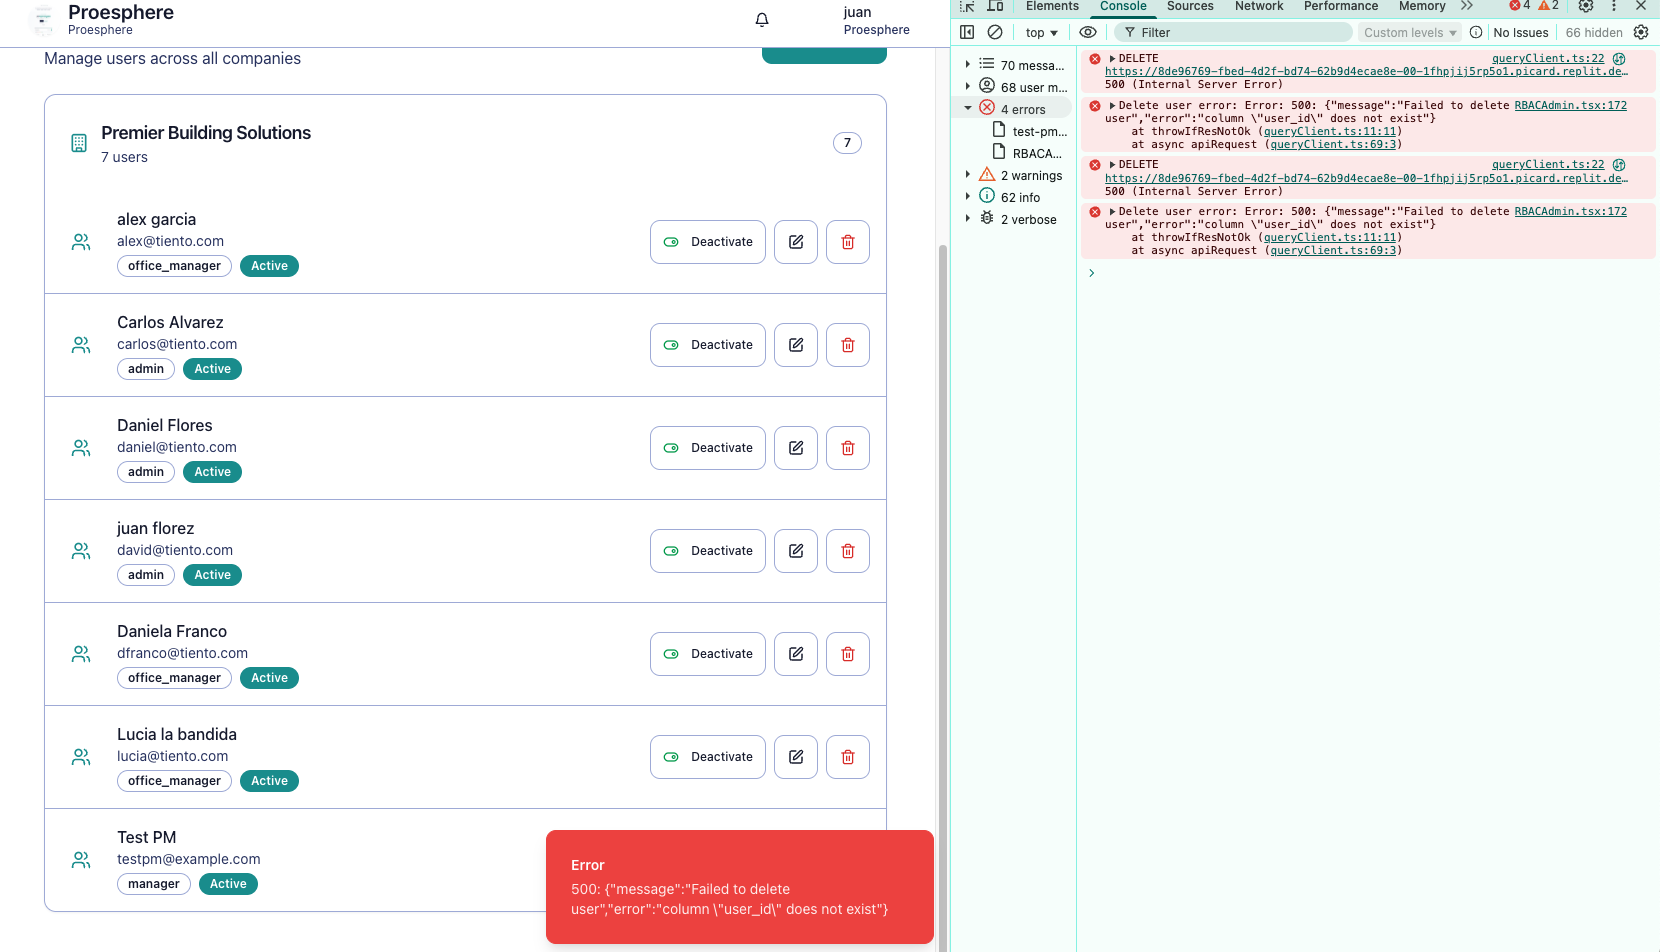 Proesphere
Proesphere
juan
Proesphere
Manage users across all companies
Premier Building Solutions
7 users
7
alex garcia
alex@tiento.com
office_manager Active
Deactivate
Carlos Alvarez
carlos@tiento.com
admin Active
Deactivate
Daniel Flores
daniel@tiento.com
admin Active
Deactivate
juan florez
david@tiento.com
admin Active
Deactivate
Daniela Franco
dfranco@tiento.com
office_manager Active
Deactivate
Lucia la bandida
lucia@tiento.com
office_manager Active
Deactivate
Test PM
testpm@example.com
manager Active
Error
500: {"message":"Failed to delete
user","error":"column \"user_id\" does not exist"}
Elements Console Sources Network Performance Memory 4 2
top Filter Custom levels No Issues 66 hidden
70 messa...
68 user m...
4 errors
test-pm...
RBACA...
2 warnings
62 info
2 verbose
DELETE queryClient.ts:22
https://8de96769-fbed-4d2f-bd74-62b9d4ecae8e-00-1fhpjij5rp5o1.picard.replit.de…
500 (Internal Server Error)
Delete user error: Error: 500: {"message":"Failed to delete RBACAdmin.tsx:172
user","error":"column \"user_id\" does not exist"}
at throwIfResNotOk (queryClient.ts:11:11)
at async apiRequest (queryClient.ts:69:3)
DELETE queryClient.ts:22
https://8de96769-fbed-4d2f-bd74-62b9d4ecae8e-00-1fhpjij5rp5o1.picard.replit.de…
500 (Internal Server Error)
Delete user error: Error: 500: {"message":"Failed to delete RBACAdmin.tsx:172
user","error":"column \"user_id\" does not exist"}
at throwIfResNotOk (queryClient.ts:11:11)
at async apiRequest (queryClient.ts:69:3)